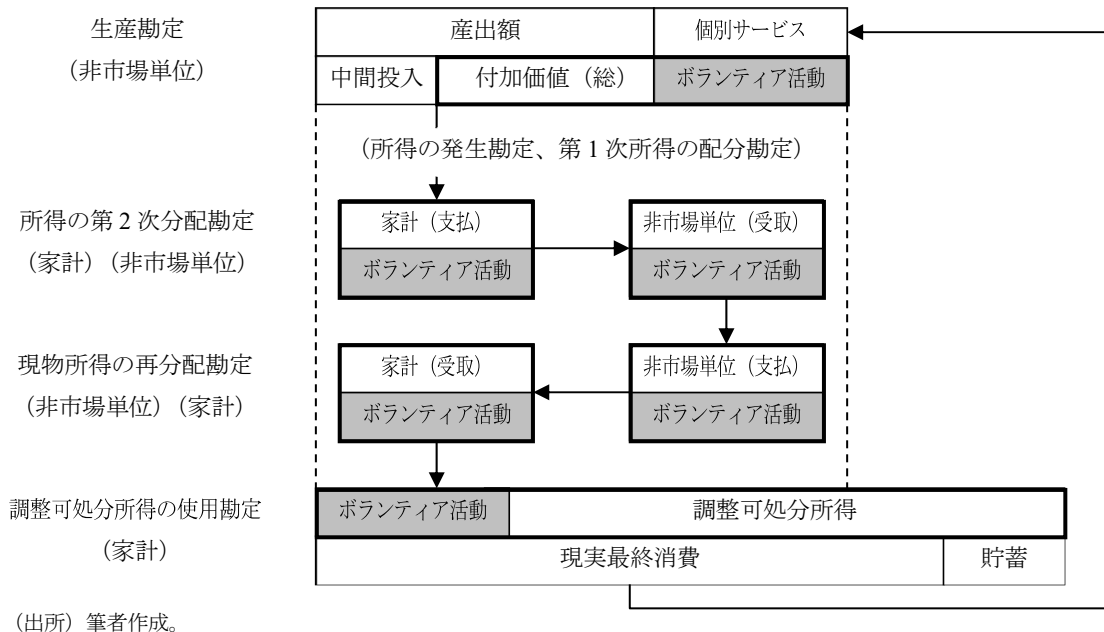 生産勘定
(非市場単位)
産出額
個別サービス
中間投入
付加価値(総)
ボランティア活動
(所得の発生勘定、第1次所得の配分勘定)
所得の第2次分配勘定
(家計)(非市場単位)
家計(支払)
ボランティア活動
非市場単位(受取)
ボランティア活動
現物所得の再分配勘定
(非市場単位)(家計)
家計(受取)
ボランティア活動
非市場単位(支払)
ボランティア活動
調整可処分所得の使用勘定
(家計)
ボランティア活動
調整可処分所得
現実最終消費
貯蓄
(出所)筆者作成。